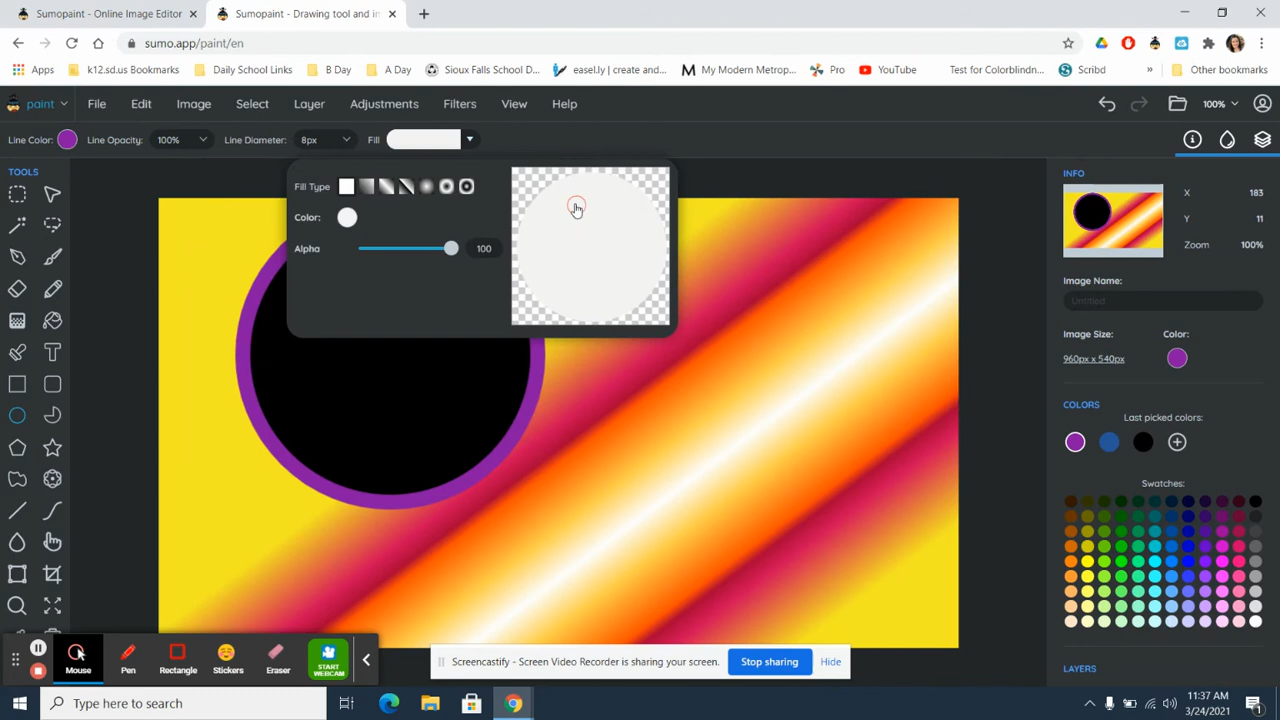 Sumopaint - Online Image Editor
Sumopaint - Drawing tool and in
sumo.app/paint/en
Apps
k12.sd.us Bookmarks
Daily School Links
B Day
A Day
Sioux Falls School D...
easel.ly | create and...
My Modern Metrop...
Pro
YouTube
Test for Colorblindn...
Scribd
»
Other bookmarks
paint
File
Edit
Image
Select
Layer
Adjustments
Filters
View
Help
100%
Line Color:
Line Opacity:
100%
Line Diameter:
8px
Fill
TOOLS
Fill Type
Color:
Alpha
100
INFO
X
183
Y
11
Zoom
100%
Image Name:
Untitled
Image Size:
Color:
960px x 540px
COLORS
Last picked colors:
Swatches:
LAYERS
Mouse
Pen
Rectangle
Stickers
Eraser
START
WEBCAM
Screencastify - Screen Video Recorder is sharing your screen.
Stop sharing
Hide
Type here to search
11:37 AM
3/24/2021
1